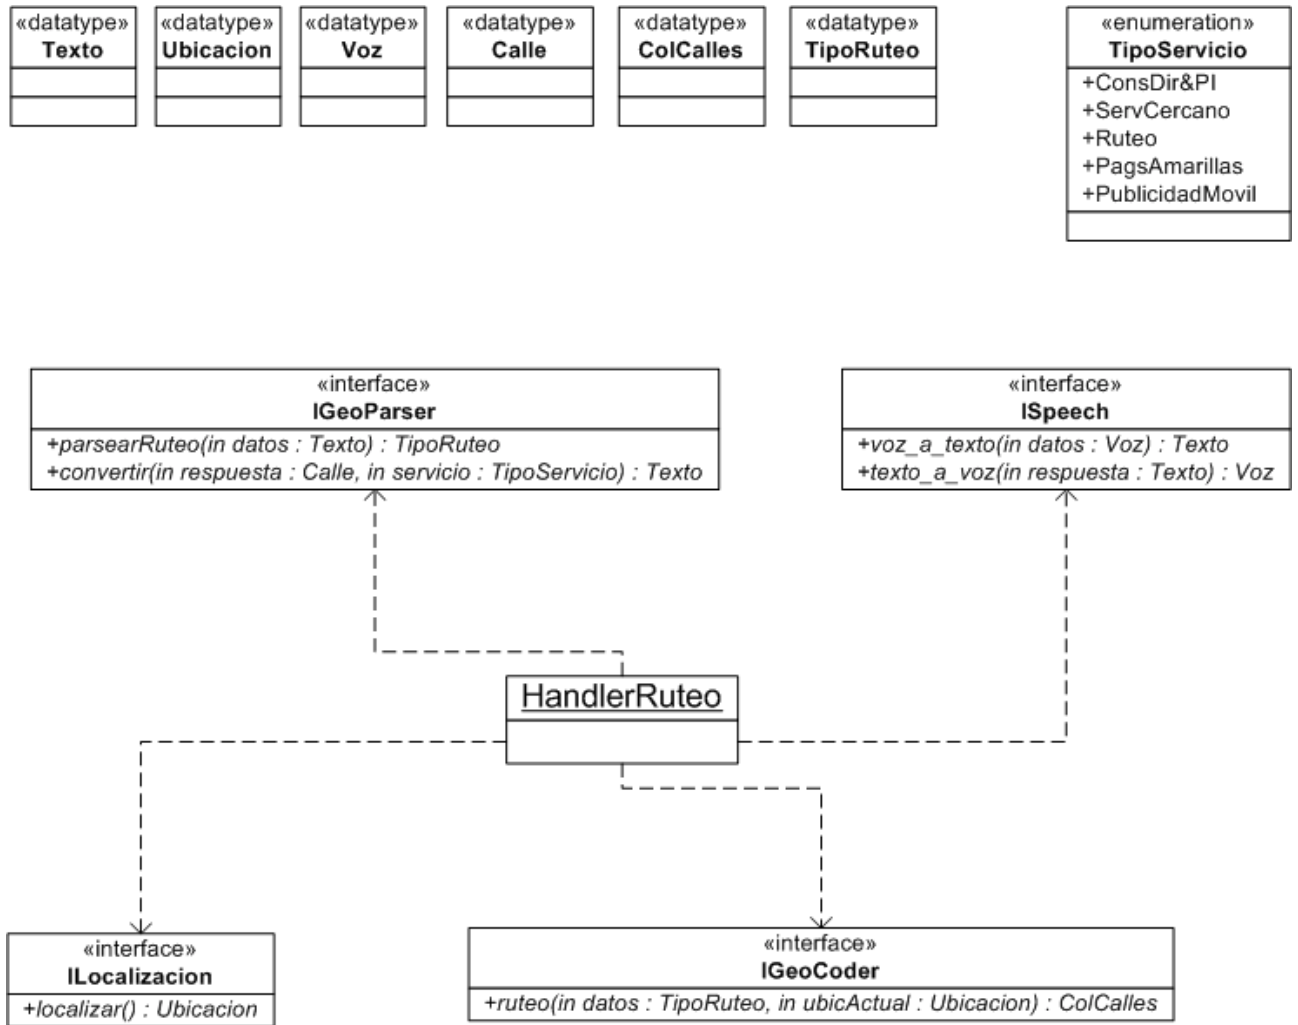 «datatype»
Texto
«datatype»
Ubicacion
«datatype»
Voz
«datatype»
Calle
«datatype»
ColCalles
«datatype»
TipoRuteo
«enumeration»
TipoServicio
+ConsDir&PI
+ServCercano
+Ruteo
+PagsAmarillas
+PublicidadMovil
«interface»
IGeoParser
+parsearRuteo(in datos : Texto) : TipoRuteo
+convertir(in respuesta : Calle, in servicio : TipoServicio) : Texto
«interface»
ISpeech
+voz_a_texto(in datos : Voz) : Texto
+texto_a_voz(in respuesta : Texto) : Voz
HandlerRuteo
«interface»
ILocalizacion
+localizar() : Ubicacion
«interface»
IGeoCoder
+ruteo(in datos : TipoRuteo, in ubicActual : Ubicacion) : ColCalles